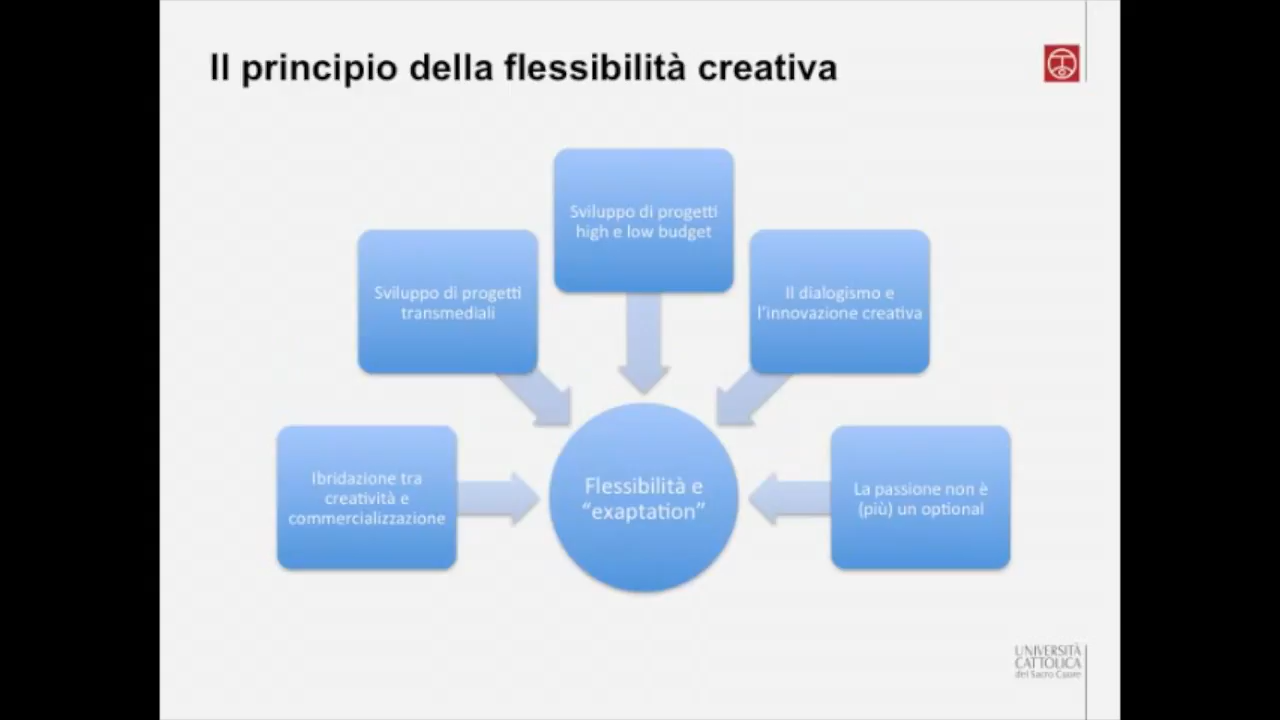 Il principio della flessibilità creativa
Sviluppo di progetti
high e low budget
Sviluppo di progetti
transmediali
Il dialogismo e
l'innovazione creativa
Ibridazione tra
creatività e
commercializzazione
Flessibilità e
"exaptation"
La passione non è
(più) un optional
UNIVERSITÀ
CATTOLICA
del Sacro Cuore